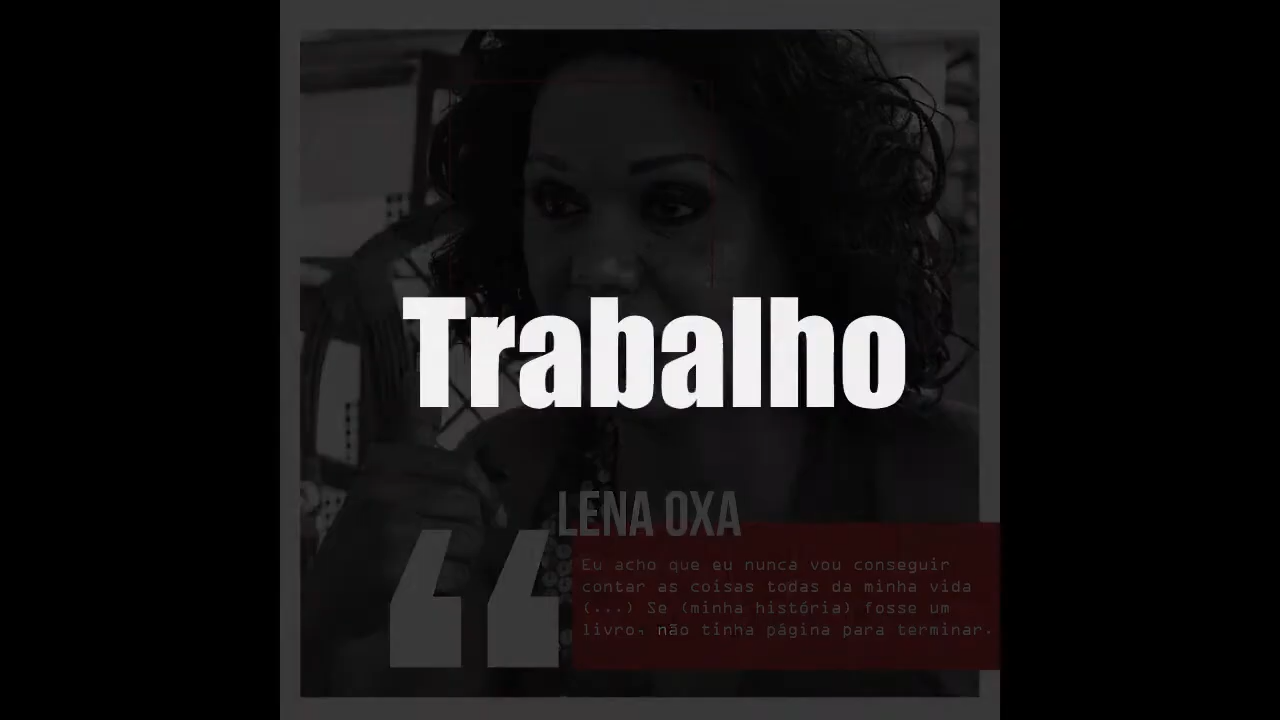 Trabalho
LENA OXA
Eu acho que eu nunca vou conseguir
contar as coisas todas da minha vida
(...) Se (minha história) fosse um
livro, não tinha página para terminar.